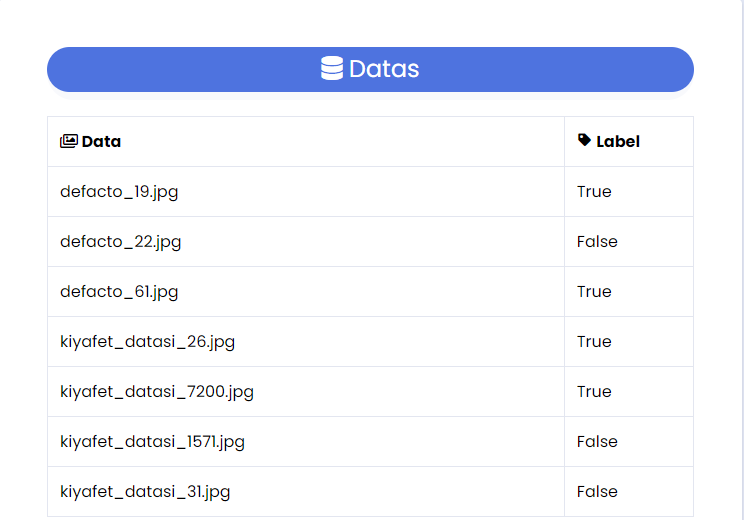 Datas
Data Label
defacto_19.jpg True
defacto_22.jpg False
defacto_61.jpg True
kiyafet_datasi_26.jpg True
kiyafet_datasi_7200.jpg True
kiyafet_datasi_1571.jpg False
kiyafet_datasi_31.jpg False